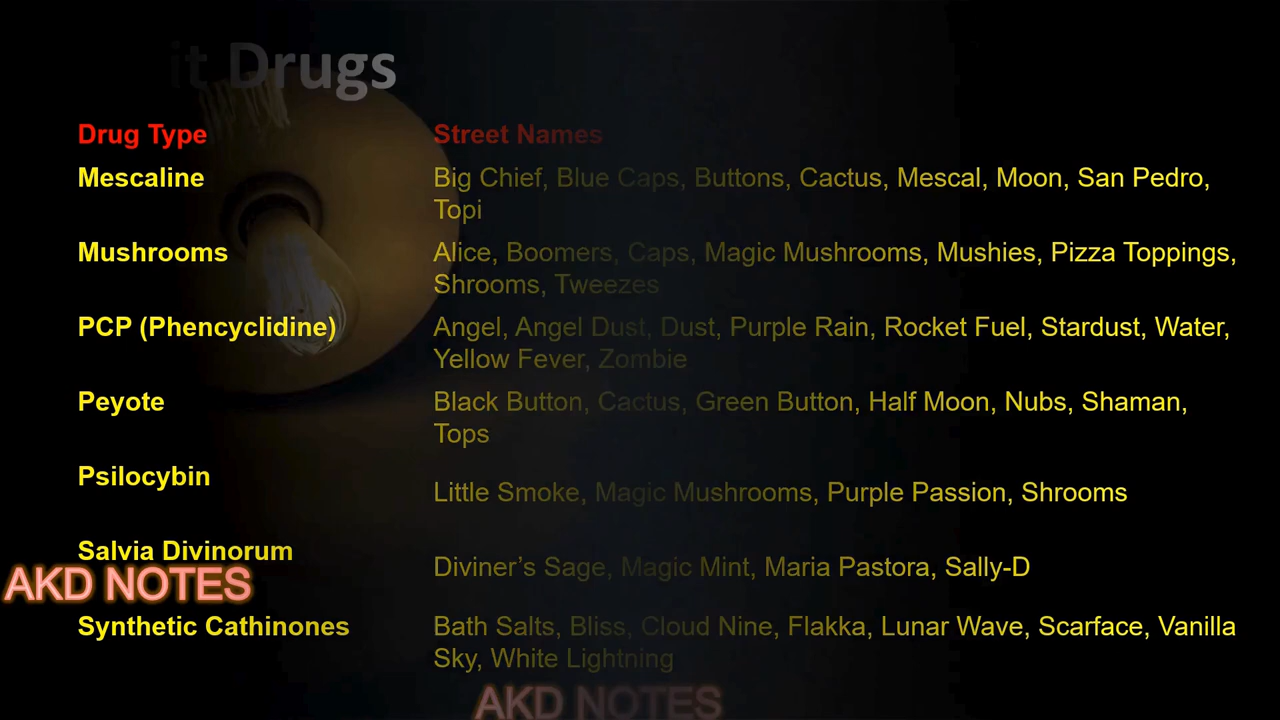 it Drugs
Drug Type Street Names
Mescaline Big Chief, Blue Caps, Buttons, Cactus, Mescal, Moon, San Pedro,
Topi
Mushrooms Alice, Boomers, Caps, Magic Mushrooms, Mushies, Pizza Toppings,
Shrooms, Tweezes
PCP (Phencyclidine) Angel, Angel Dust, Dust, Purple Rain, Rocket Fuel, Stardust, Water,
Yellow Fever, Zombie
Peyote Black Button, Cactus, Green Button, Half Moon, Nubs, Shaman,
Tops
Psilocybin
Little Smoke, Magic Mushrooms, Purple Passion, Shrooms
Salvia Divinorum
Diviner’s Sage, Magic Mint, Maria Pastora, Sally-D
AKD NOTES
Synthetic Cathinones Bath Salts, Bliss, Cloud Nine, Flakka, Lunar Wave, Scarface, Vanilla
Sky, White Lightning
AKD NOTES